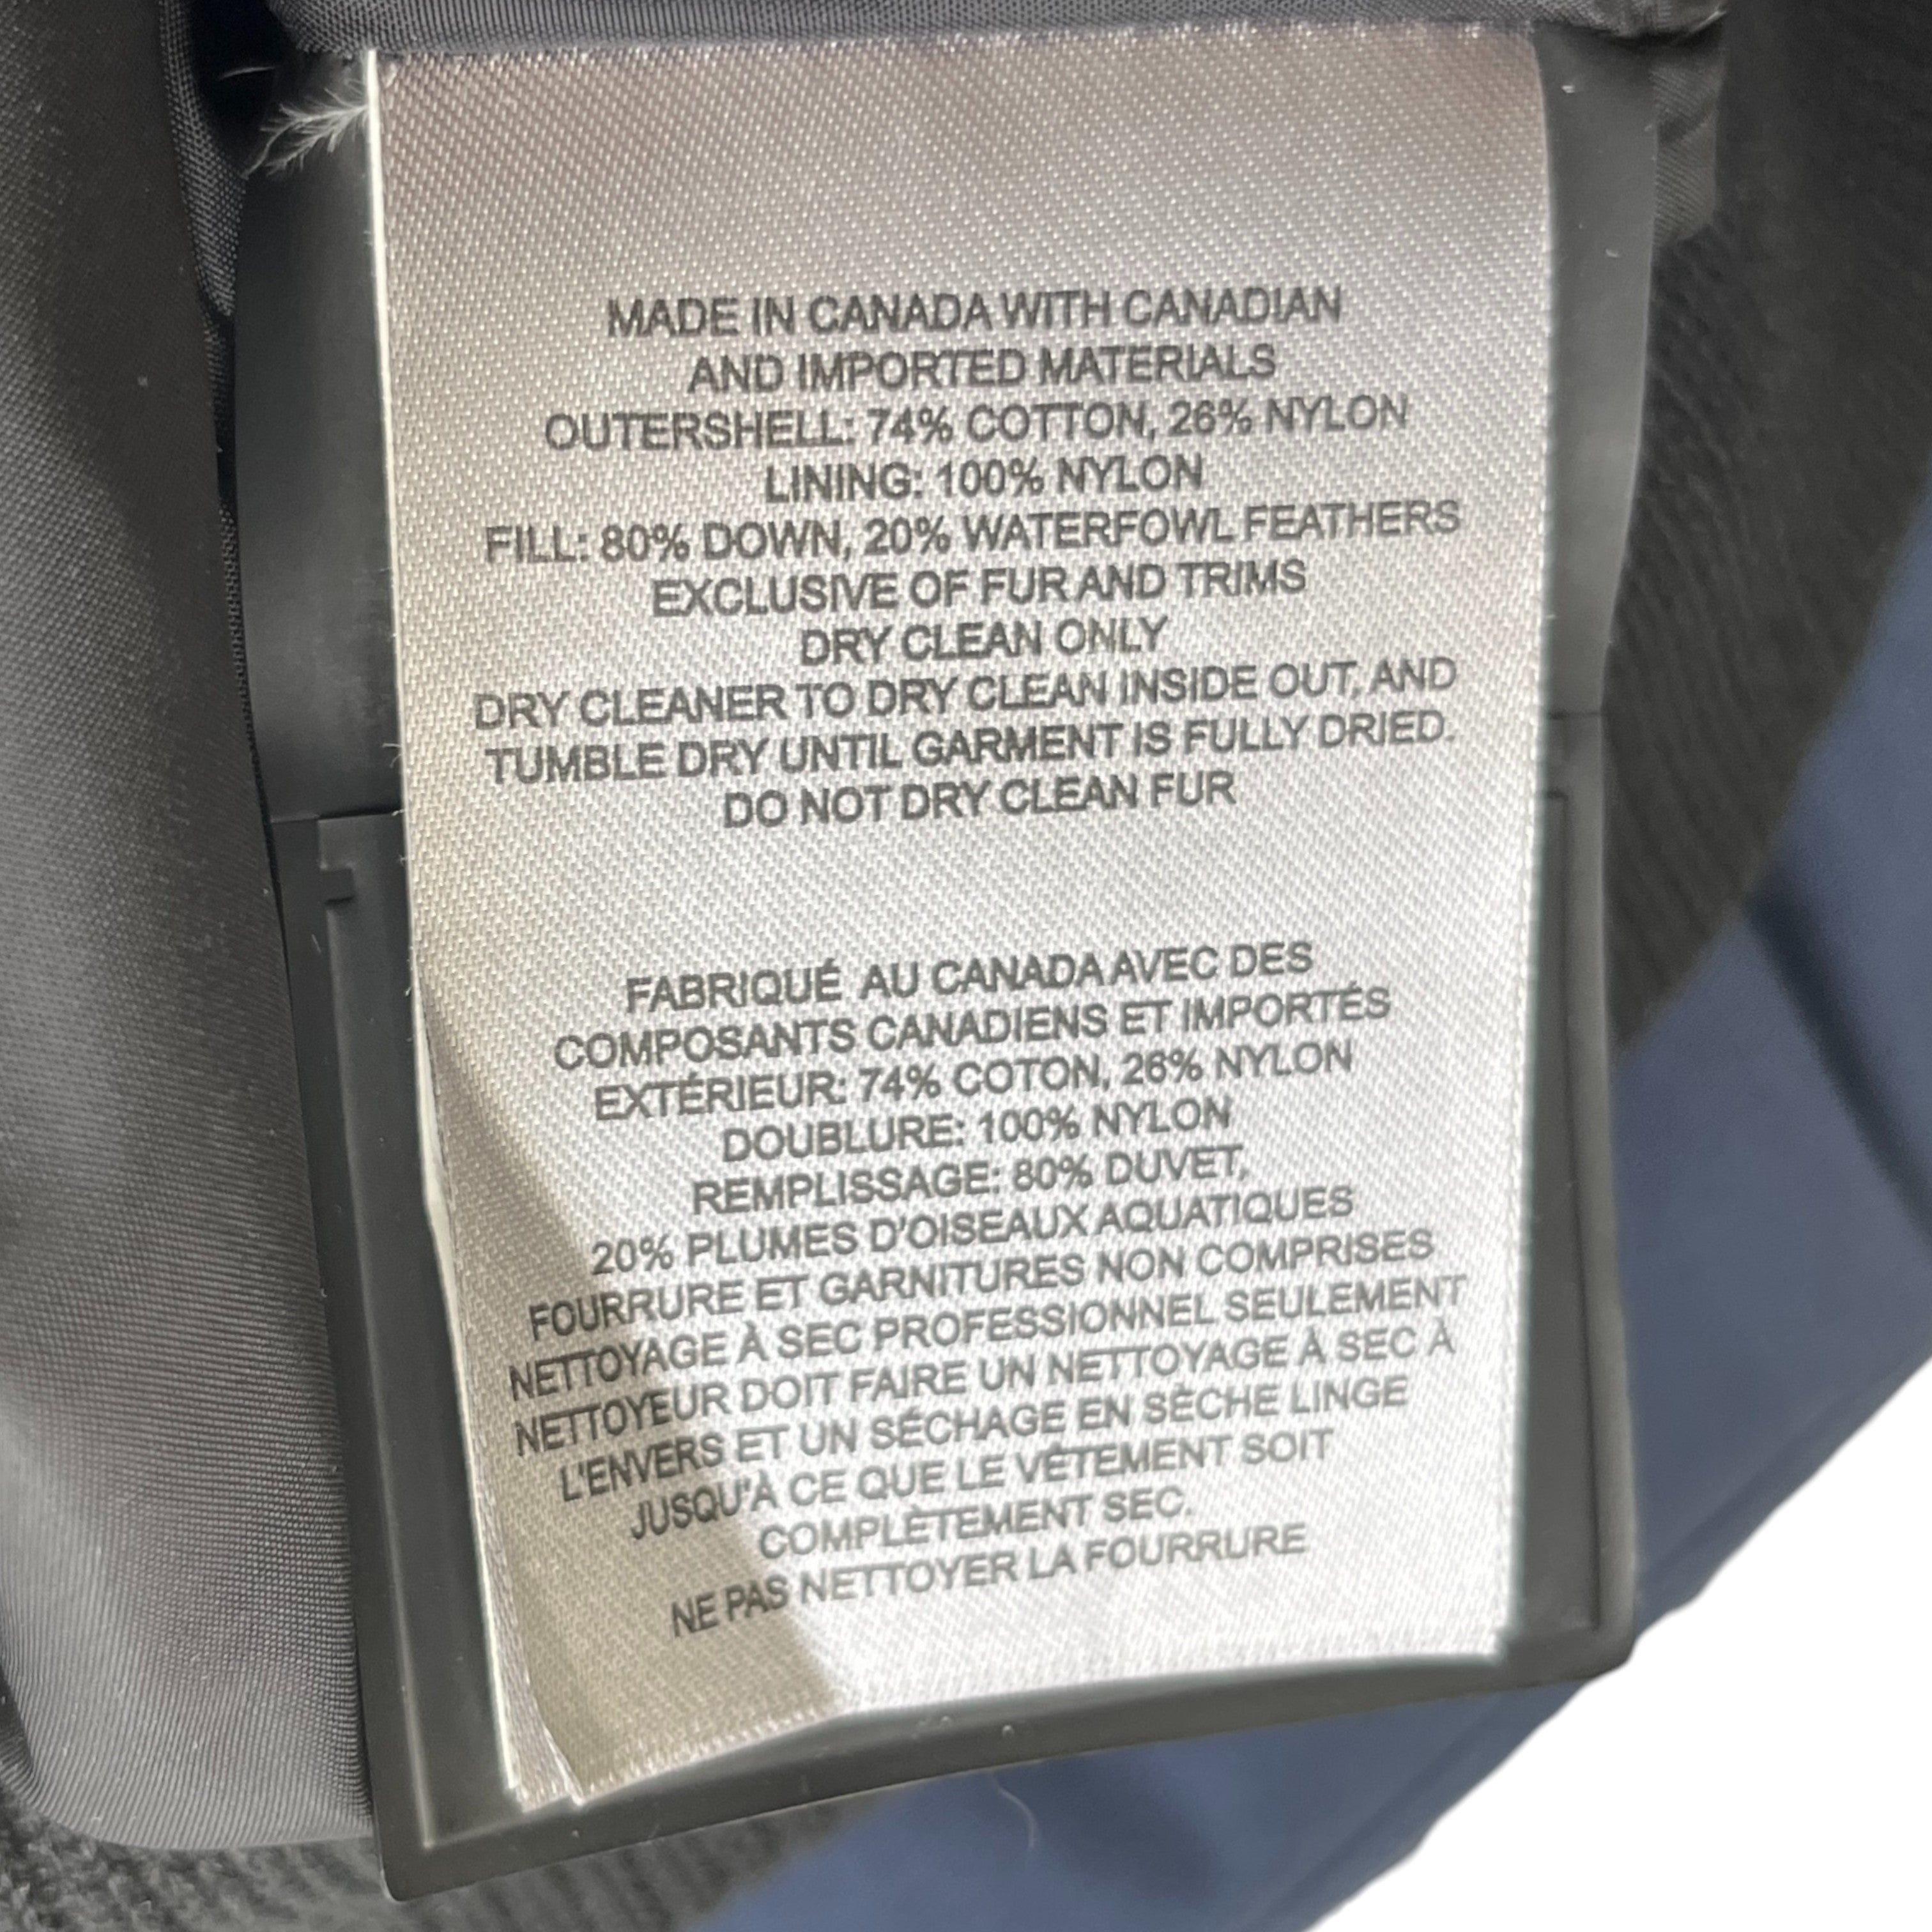 MADE IN CANADA WITH CANADIAN
AND IMPORTED MATERIALS
OUTERSHELL: 74% COTTON, 26% NYLON
LINING: 100% NYLON
FILL: 80% DOWN, 20% WATERFOWL FEATHERS
EXCLUSIVE OF FUR AND TRIMS
DRY CLEAN ONLY
DRY CLEANER TO DRY CLEAN INSIDE OUT, AND
TUMBLE DRY UNTIL GARMENT IS FULLY DRIED.
DO NOT DRY CLEAN FUR
FABRIQUÉ AU CANADA AVEC DES
COMPOSANTS CANADIENS ET IMPORTÉS
EXTÉRIEUR: 74% COTON, 26% NYLON
DOUBLURE: 100% NYLON
REMPLISSAGE: 80% DUVET,
20% PLUMES D'OISEAUX AQUATIQUES
FOURRURE ET GARNITURES NON COMPRISES
NETTOYAGE À SEC PROFESSIONNEL SEULEMENT
NETTOYEUR DOIT FAIRE UN NETTOYAGE À SEC À
L'ENVERS ET UN SÉCHAGE EN SÈCHE LINGE
JUSQU'À CE QUE LE VÊTEMENT SOIT
COMPLÈTEMENT SEC.
NE PAS NETTOYER LA FOURRURE